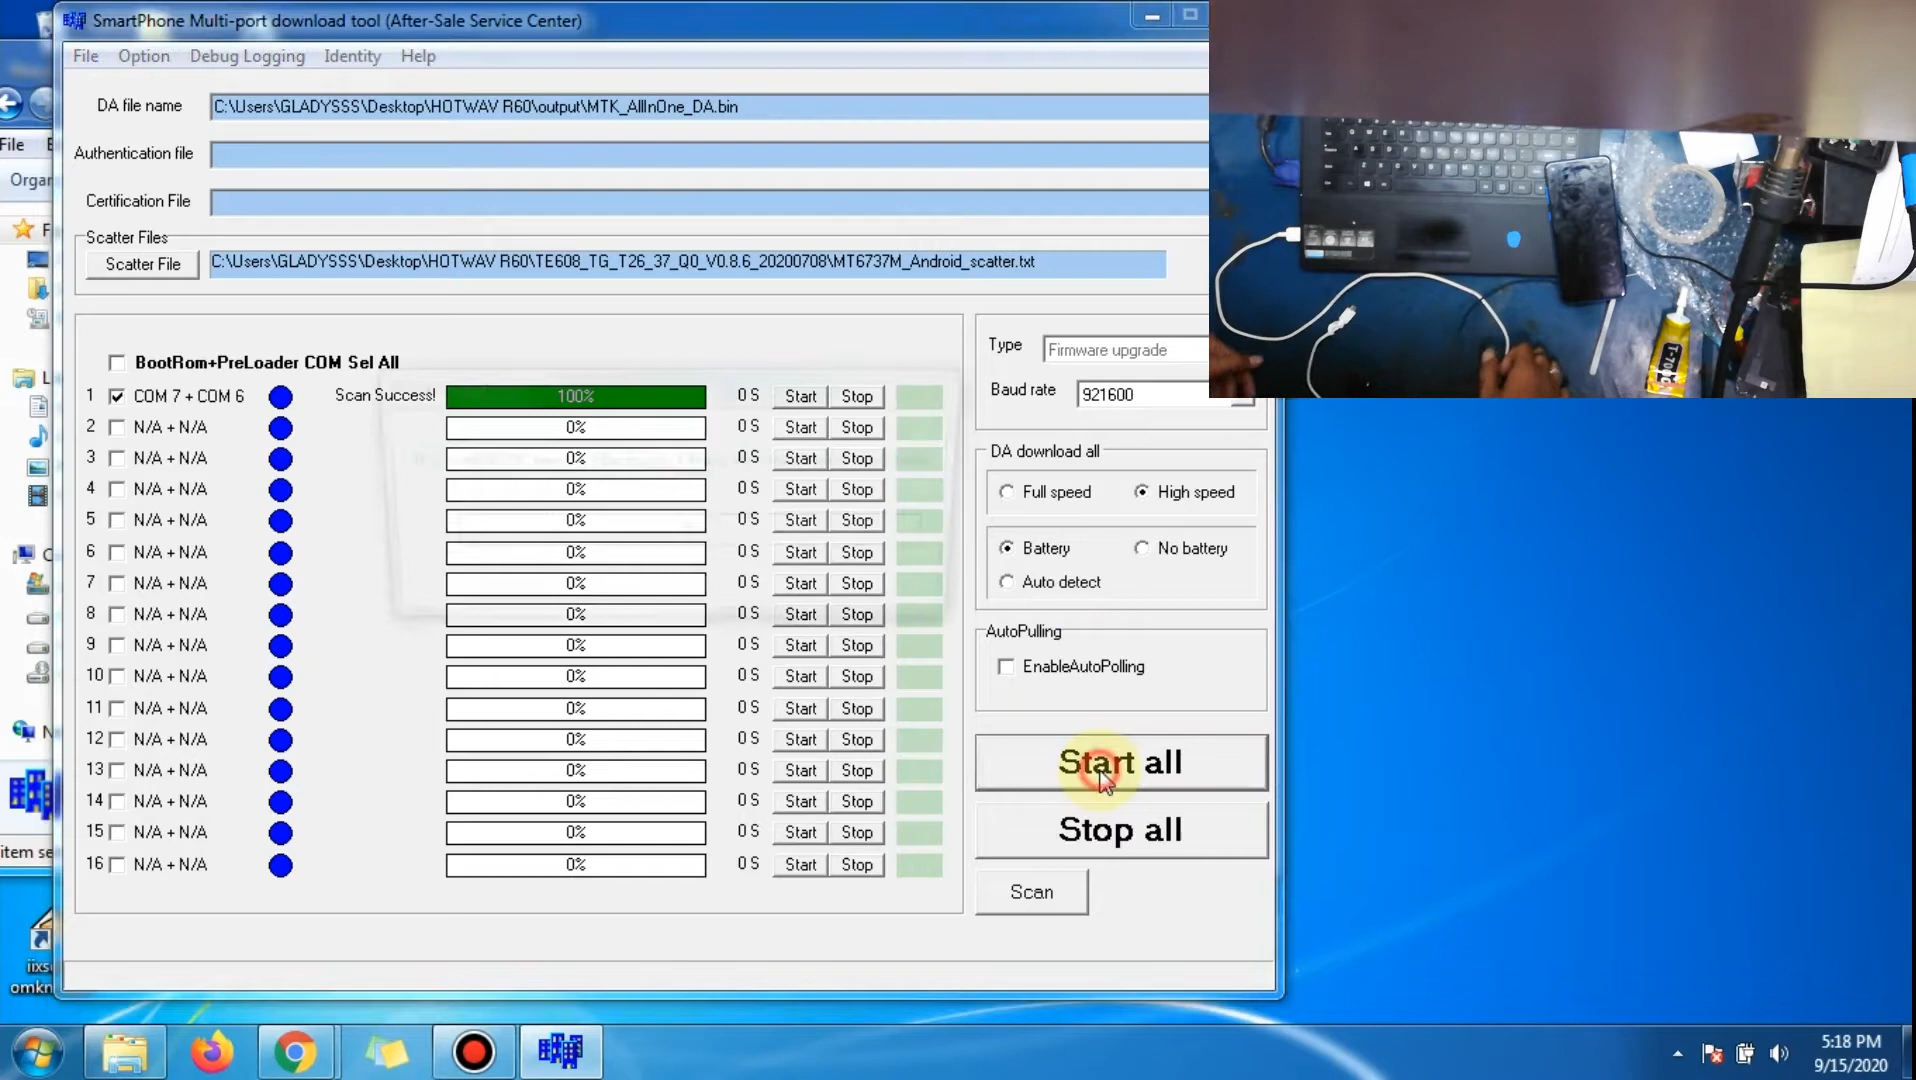 SmartPhone Multi-port download tool (After-Sale Service Center)
File Option Debug Logging Identity Help
DA file name C:\Users\GLADYSSS\Desktop\HOTWAV R60\output\MTK_AllInOne_DA.bin
Authentication file
Certification File
Scatter Files
Scatter File C:\Users\GLADYSSS\Desktop\HOTWAV R60\TE608_TG_T26_37_Q0_V0.8.6_20200708\MT6737M_Android_scatter.txt
BootRom+PreLoader COM Sel All
1 COM 7 + COM 6 Scan Success! 100% 0 S Start Stop
2 N/A + N/A 0% 0 S Start Stop
3 N/A + N/A 0% 0 S Start Stop
4 N/A + N/A 0% 0 S Start Stop
5 N/A + N/A 0% 0 S Start Stop
6 N/A + N/A 0% 0 S Start Stop
7 N/A + N/A 0% 0 S Start Stop
8 N/A + N/A 0% 0 S Start Stop
9 N/A + N/A 0% 0 S Start Stop
10 N/A + N/A 0% 0 S Start Stop
11 N/A + N/A 0% 0 S Start Stop
12 N/A + N/A 0% 0 S Start Stop
13 N/A + N/A 0% 0 S Start Stop
14 N/A + N/A 0% 0 S Start Stop
15 N/A + N/A 0% 0 S Start Stop
16 N/A + N/A 0% 0 S Start Stop
Type Firmware upgrade
Baud rate 921600
DA download all
Full speed High speed
Battery No battery
Auto detect
AutoPulling
EnableAutoPolling
Start all
Stop all
Scan
File
Organ
item se
iixs
omkn
T-7000
5:18 PM
9/15/2020